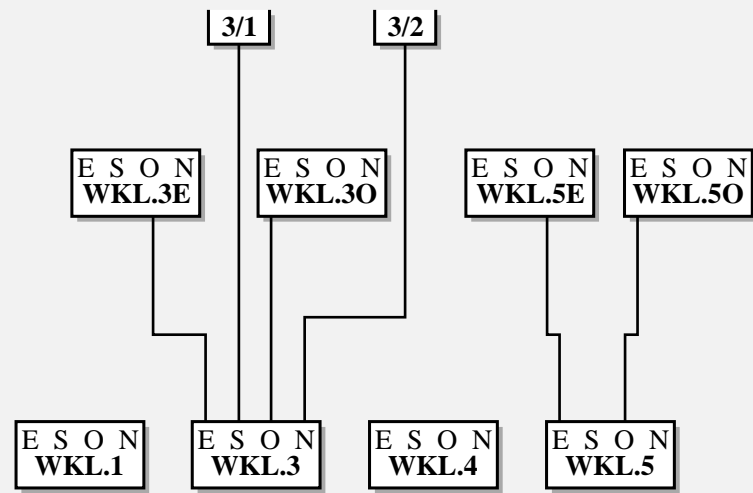 3/1
3/2
E S O N
WKL.3E
E S O N
WKL.3O
E S O N
WKL.5E
E S O N
WKL.5O
E S O N
WKL.1
E S O N
WKL.3
E S O N
WKL.4
E S O N
WKL.5